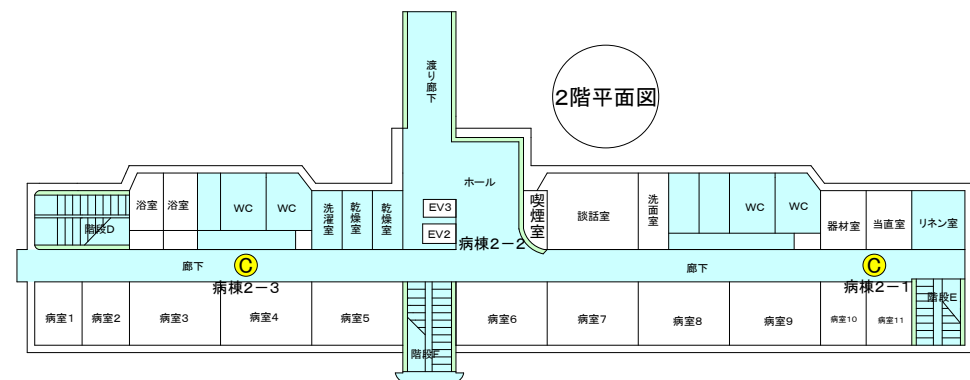 渡り廊下
2階平面図
ホール
浴室
浴室
WC
WC
洗濯室
乾燥室
乾燥室
EV3
EV2
喫煙室
談話室
洗面室
WC
WC
器材室
当直室
リネン室
階段D
病棟2-2
廊下
C
病棟2-3
廊下
C
病棟2-1
階段E
病室1
病室2
病室3
病室4
病室5
病室6
病室7
病室8
病室9
病室10
病室11
階段F